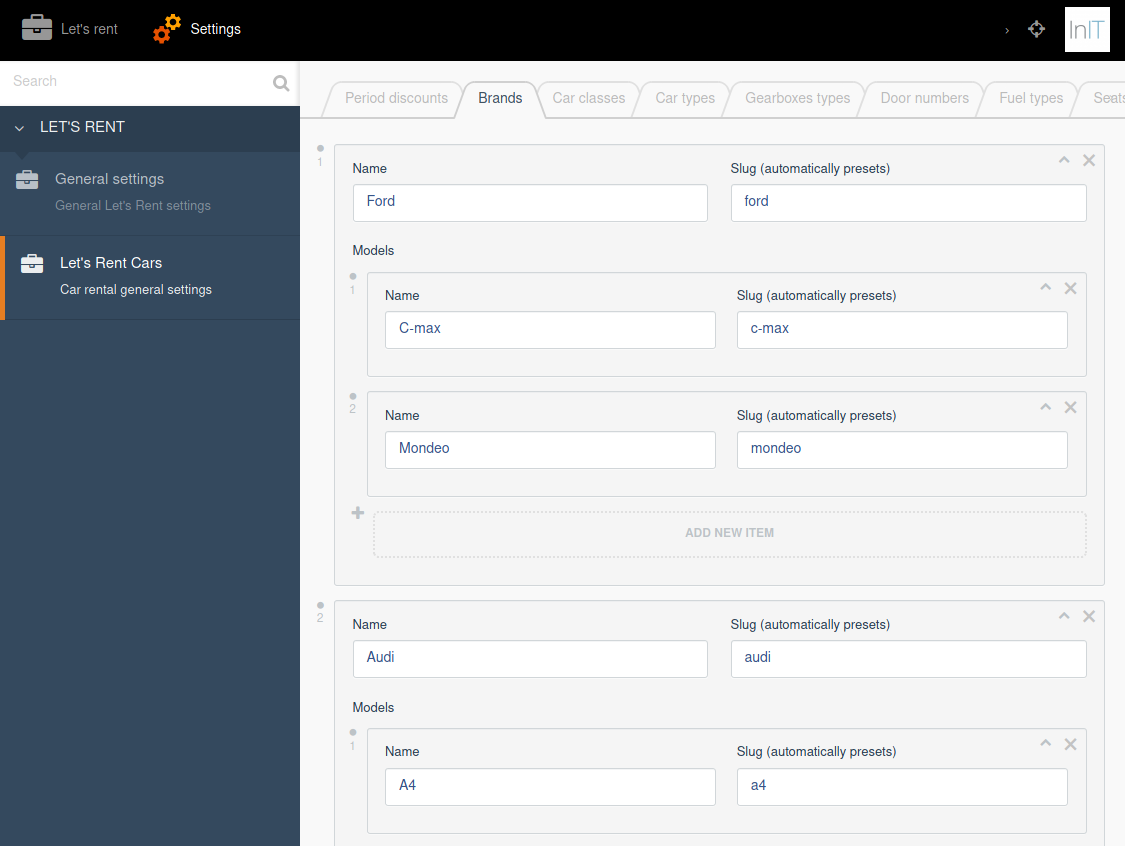 Let's rent
Settings
›
InIT
Search
Period discounts
Brands
Car classes
Car types
Gearboxes types
Door numbers
Fuel types
LET'S RENT
General settings
General Let's Rent settings
Let's Rent Cars
Car rental general settings
1
Name
Slug (automatically presets)
Ford
ford
Models
1
Name
Slug (automatically presets)
C-max
c-max
2
Name
Slug (automatically presets)
Mondeo
mondeo
ADD NEW ITEM
2
Name
Slug (automatically presets)
Audi
audi
Models
1
Name
Slug (automatically presets)
A4
a4